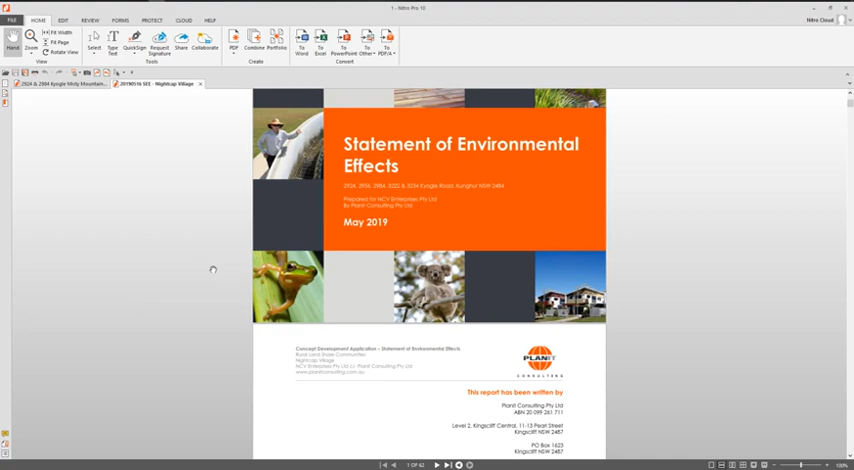 1 - Nitro Pro 10
FILE HOME EDIT REVIEW FORMS PROTECT CLOUD HELP
Nitro Cloud
Hand Zoom Fit Width
Fit Page
Rotate View
Select Type Text QuickSign Request Signature Share Collaborate
PDF Combine Portfolio
To Word To Excel To PowerPoint To Other To PDF/A
View Tools Create Convert
2924 & 2984 Kyogle Misty Mountain...
20190516 SEE - Nightcap Village
Statement of Environmental
Effects
2924, 2956, 2984, 3222 & 3234 Kyogle Road, Kunghur NSW 2484
Prepared for NCV Enterprises Pty Ltd
By Planit Consulting Pty Ltd
May 2019
Concept Development Application – Statement of Environmental Effects
Rural Land Share Communities
Nightcap Village
NCV Enterprises Pty Ltd C/- Planit Consulting Pty Ltd
www.planitconsulting.com.au
PLANIT
CONSULTING
This report has been written by
Planit Consulting Pty Ltd
ABN 20 099 261 711
Level 2, Kingscliff Central, 11-13 Pearl Street
Kingscliff NSW 2487
PO Box 1623
Kingscliff NSW 2487
1 OF 62
100%